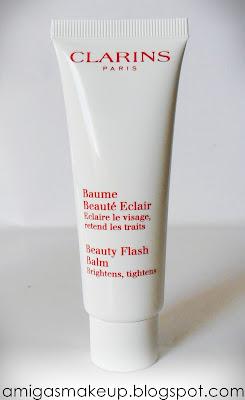 CLARINS
PARIS
Baume
Beauté Eclair
Eclaire le visage,
retend les traits
Beauty Flash
Balm
Brightens, tightens
amigasmakeup.blogspot.com